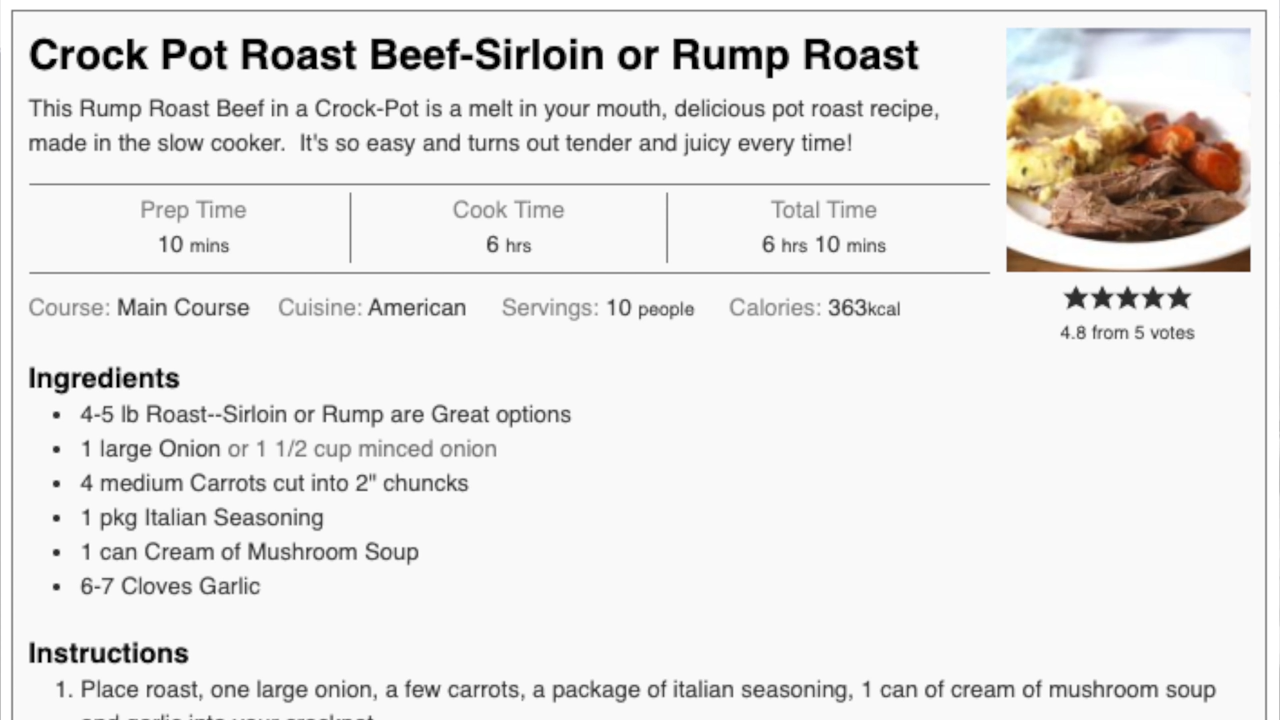 Crock Pot Roast Beef-Sirloin or Rump Roast
This Rump Roast Beef in a Crock-Pot is a melt in your mouth, delicious pot roast recipe,
made in the slow cooker. It's so easy and turns out tender and juicy every time!
Prep Time
10 mins
Cook Time
6 hrs
Total Time
6 hrs 10 mins
4.8 from 5 votes
Course: Main Course Cuisine: American Servings: 10 people Calories: 363kcal
Ingredients
• 4-5 lb Roast--Sirloin or Rump are Great options
• 1 large Onion or 1 1/2 cup minced onion
• 4 medium Carrots cut into 2" chuncks
• 1 pkg Italian Seasoning
• 1 can Cream of Mushroom Soup
• 6-7 Cloves Garlic
Instructions
1. Place roast, one large onion, a few carrots, a package of italian seasoning, 1 can of cream of mushroom soup
and garlic into your crockpot